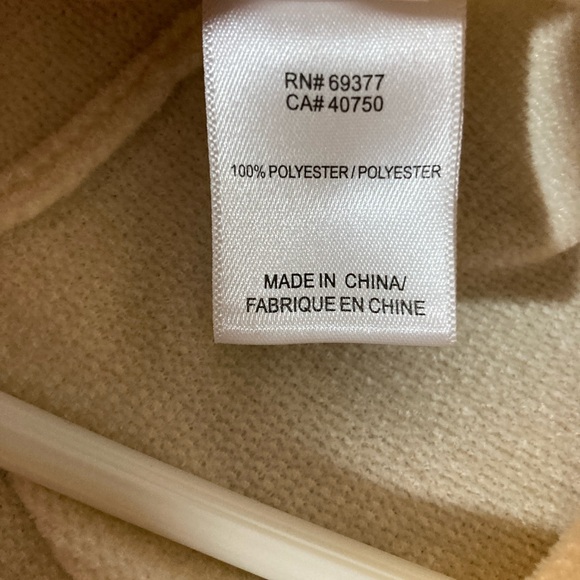 RN# 69377
CA# 40750
100% POLYESTER / POLYESTER
MADE IN CHINA/
FABRIQUE EN CHINE